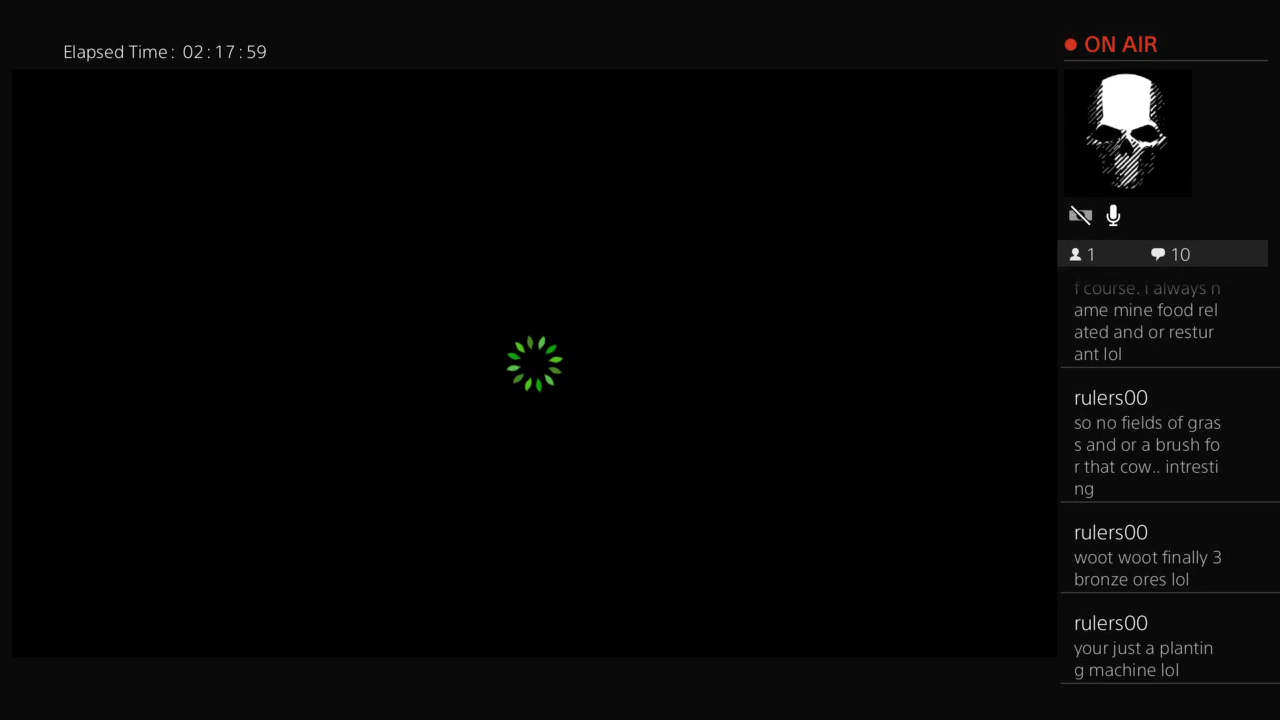 Elapsed Time: 02:17:59
ON AIR
1 10
f course. i always n
ame mine food rel
ated and or restur
ant lol
rulers00
so no fields of gras
s and or a brush fo
r that cow.. intresti
ng
rulers00
woot woot finally 3
bronze ores lol
rulers00
your just a plantin
g machine lol